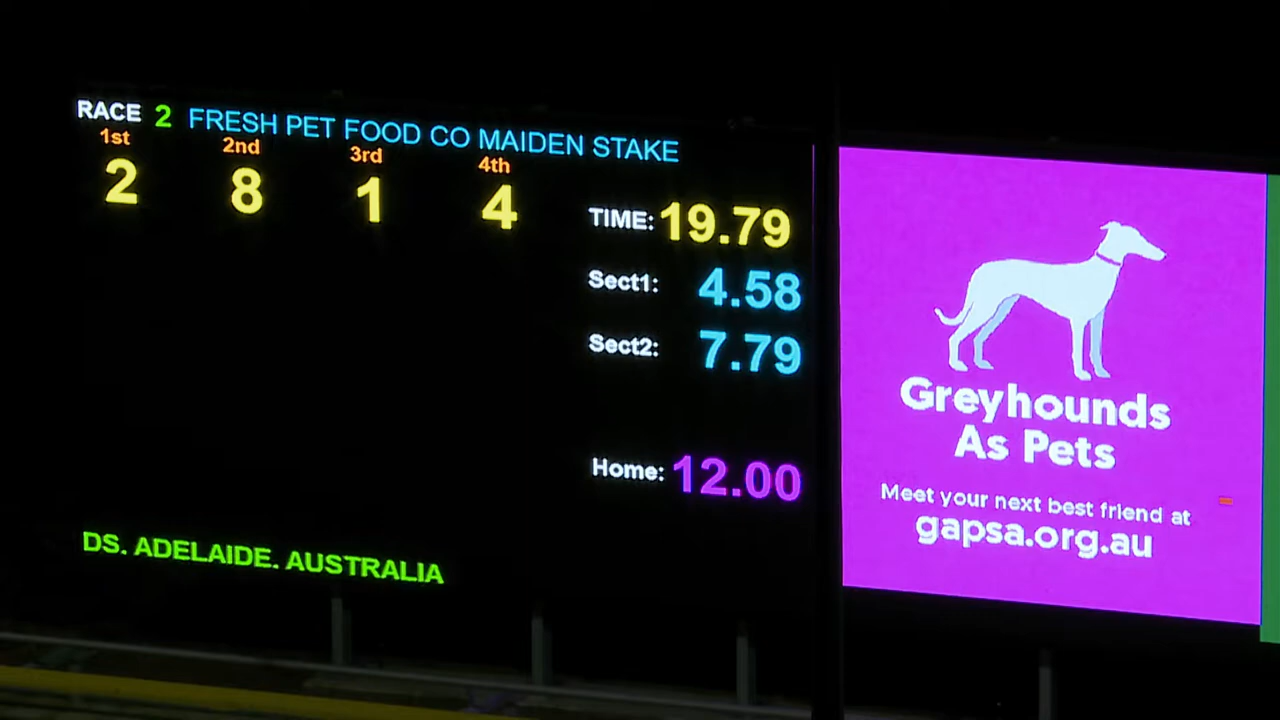 RACE 2 FRESH PET FOOD CO MAIDEN STAKE
1st 2nd 3rd 4th
2 8 1 4
TIME: 19.79
Sect1: 4.58
Sect2: 7.79
Home: 12.00
DS. ADELAIDE. AUSTRALIA
Greyhounds
As Pets
Meet your next best friend at
gapsa.org.au